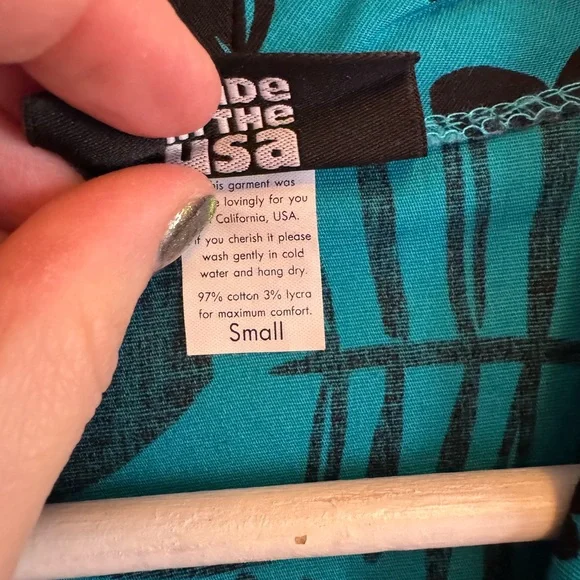 THE
usa
garment was
lovingly for you
California, USA.
you cherish it please
wash gently in cold
water and hang dry.
97% cotton 3% lycra
for maximum comfort.
Small